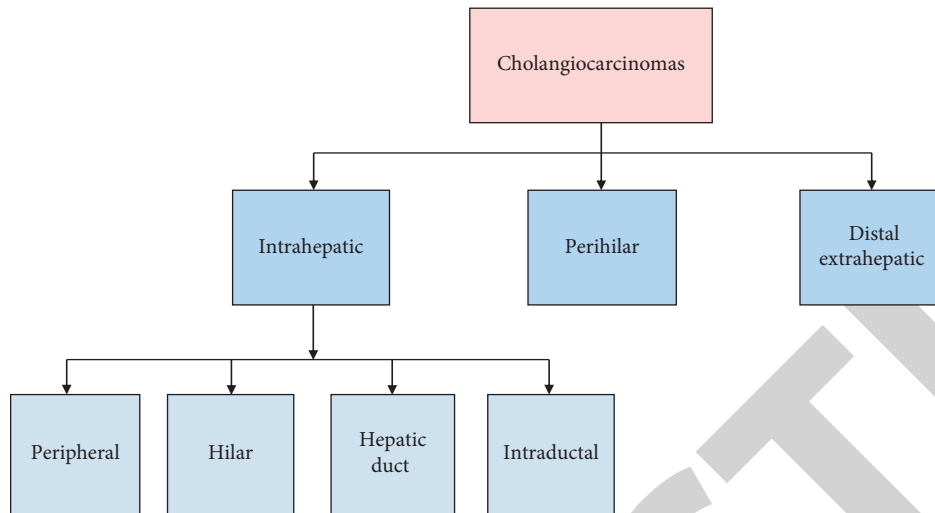 Cholangiocarcinomas
Intrahepatic
Perihilar
Distal
extrahepatic
Peripheral
Hilar
Hepatic
duct
Intraductal